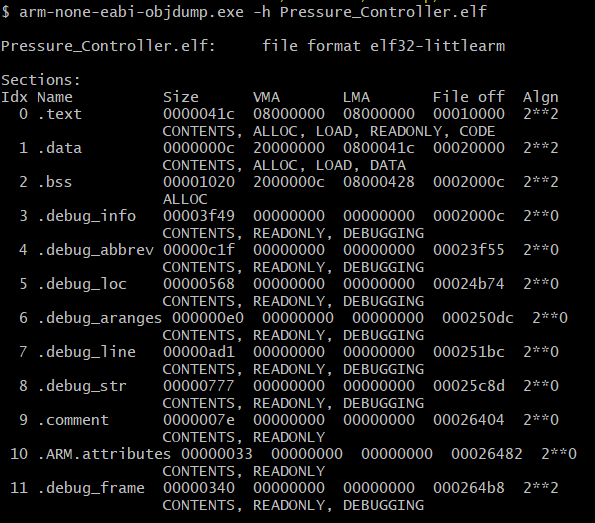 $ arm-none-eabi-objdump.exe -h Pressure_Controller.elf
Pressure_Controller.elf:     file format elf32-littlearm
Sections:
Idx Name          Size      VMA       LMA       File off  Algn
  0 .text         0000041c  08000000  08000000  00010000  2**2
                  CONTENTS, ALLOC, LOAD, READONLY, CODE
  1 .data         0000000c  20000000  0800041c  00020000  2**2
                  CONTENTS, ALLOC, LOAD, DATA
  2 .bss          00001020  2000000c  08000428  0002000c  2**2
                  ALLOC
  3 .debug_info   00003f49  00000000  00000000  0002000c  2**0
                  CONTENTS, READONLY, DEBUGGING
  4 .debug_abbrev 00000c1f  00000000  00000000  00023f55  2**0
                  CONTENTS, READONLY, DEBUGGING
  5 .debug_loc    00000568  00000000  00000000  00024b74  2**0
                  CONTENTS, READONLY, DEBUGGING
  6 .debug_aranges 000000e0  00000000  00000000  000250dc  2**0
                  CONTENTS, READONLY, DEBUGGING
  7 .debug_line   00000ad1  00000000  00000000  000251bc  2**0
                  CONTENTS, READONLY, DEBUGGING
  8 .debug_str    00000777  00000000  00000000  00025c8d  2**0
                  CONTENTS, READONLY, DEBUGGING
  9 .comment      0000007e  00000000  00000000  00026404  2**0
                  CONTENTS, READONLY
 10 .ARM.attributes 00000033  00000000  00000000  00026482  2**0
                  CONTENTS, READONLY
 11 .debug_frame  00000340  00000000  00000000  000264b8  2**2
                  CONTENTS, READONLY, DEBUGGING